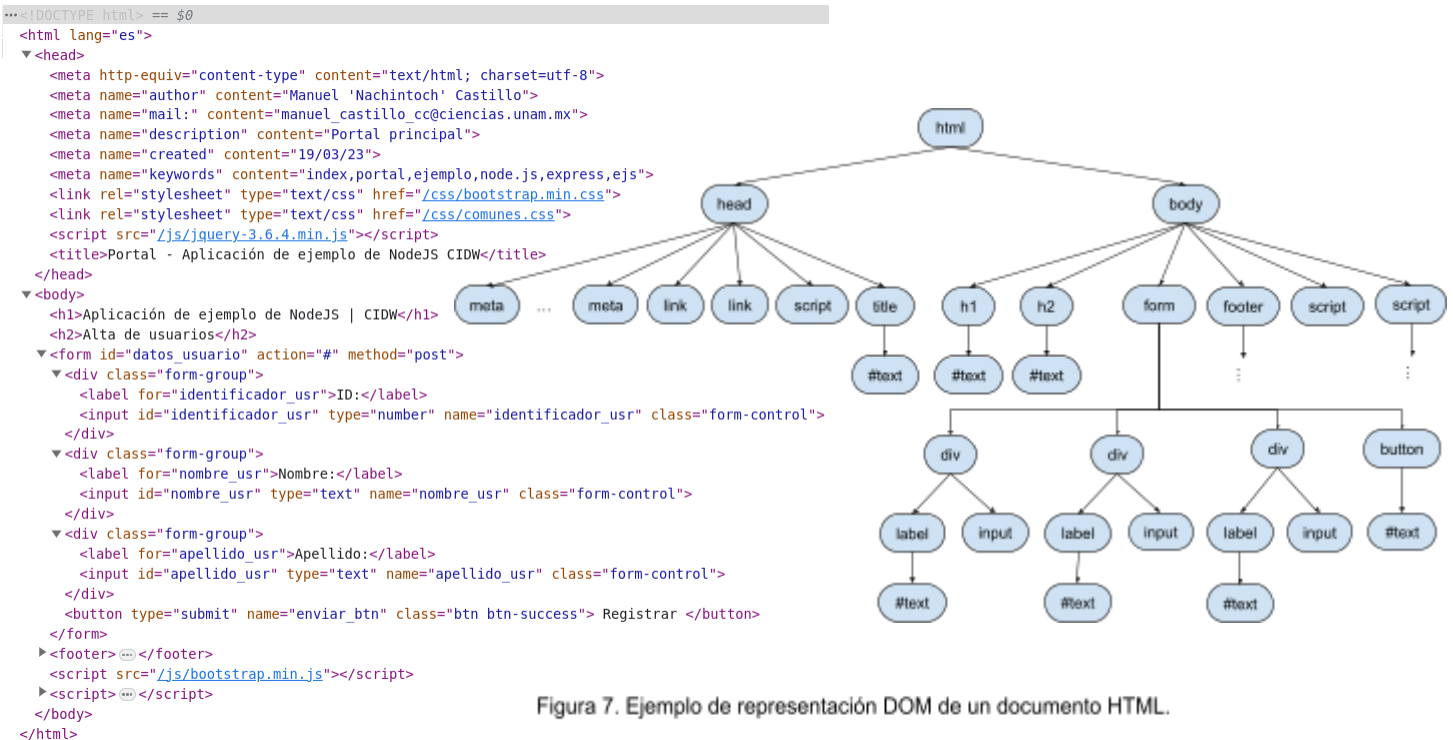 <!DOCTYPE html> == $0
<html lang="es">
<head>
<meta http-equiv="content-type" content="text/html; charset=utf-8">
<meta name="author" content="Manuel 'Nachintoch' Castillo">
<meta name="mail:" content="manuel_castillo_cc@ciencias.unam.mx">
<meta name="description" content="Portal principal">
<meta name="created" content="19/03/23">
<meta name="keywords" content="index,portal,ejemplo,node.js,express,ejs">
<link rel="stylesheet" type="text/css" href="/css/bootstrap.min.css">
<link rel="stylesheet" type="text/css" href="/css/comunes.css">
<script src="/js/jquery-3.6.4.min.js"></script>
<title>Portal - Aplicación de ejemplo de NodeJS CIDW</title>
</head>
<body>
<h1>Aplicación de ejemplo de NodeJS | CIDW</h1>
<h2>Alta de usuarios</h2>
<form id="datos_usuario" action="#" method="post">
<div class="form-group">
<label for="identificador_usr">ID:</label>
<input id="identificador_usr" type="number" name="identificador_usr" class="form-control">
</div>
<div class="form-group">
<label for="nombre_usr">Nombre:</label>
<input id="nombre_usr" type="text" name="nombre_usr" class="form-control">
</div>
<div class="form-group">
<label for="apellido_usr">Apellido:</label>
<input id="apellido_usr" type="text" name="apellido_usr" class="form-control">
</div>
<button type="submit" name="enviar_btn" class="btn btn-success"> Registrar </button>
</form>
<footer> … </footer>
<script src="/js/bootstrap.min.js"></script>
<script> … </script>
</body>
</html>
html
head body
meta ... meta link link script title h1 h2 form footer script script
#text #text #text
div div div button
label input label input label input #text
#text #text #text
Figura 7. Ejemplo de representación DOM de un documento HTML.